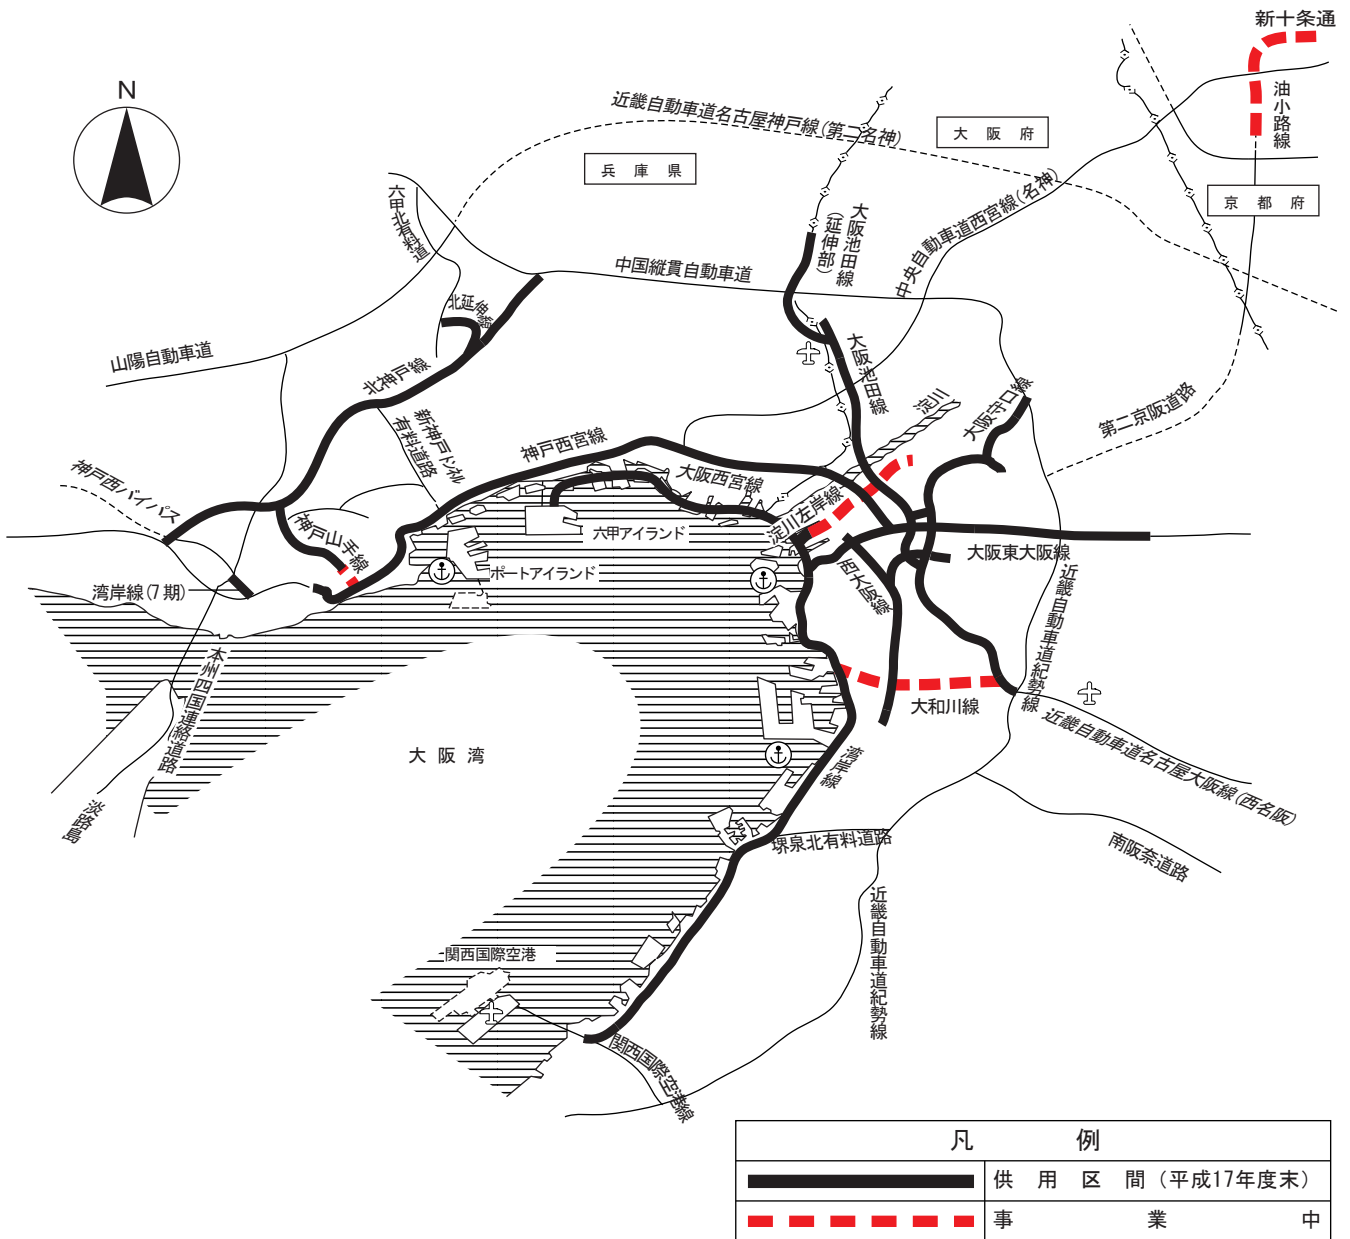 新十条通
N
油小路線
近畿自動車道名古屋神戸線(第二名神)
大阪府
兵庫県
京都府
六甲北有料道
大阪池田線
(延伸部)
中央自動車道西宮線(名神)
中国縦貫自動車道
北延伸線
山陽自動車道
大阪池田線
北神戸線
淀川
大阪守口線
第二京阪道路
新神戸トンネル
有料道路
神戸西宮線
大阪西宮線
神戸西バイパス
淀川左岸線
神戸山手線
六甲アイランド
大阪東大阪線
ポートアイランド
西大阪線
湾岸線(7期)
近畿自動車道紀勢線
本州四国連絡道路
大和川線
近畿自動車道名古屋大阪線(西名阪)
大阪湾
湾岸線
淡路島
堺泉北有料道路
南阪奈道路
近畿自動車道紀勢線
関西国際空港
関西国際空港線
凡例
供用区間(平成17年度末)
事業中